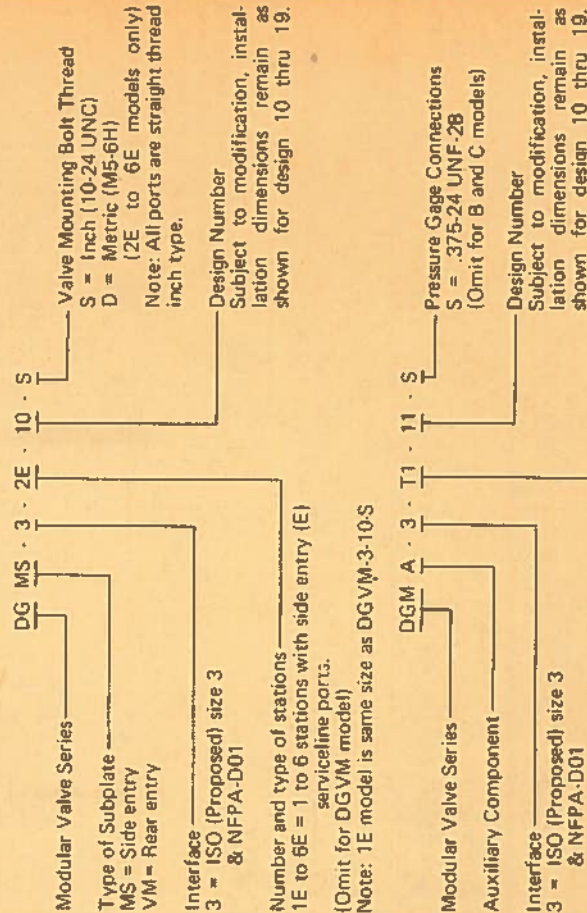 DG MS - 3 - 2E - 10 - S
Modular Valve Series
Type of Subplate
MS = Side entry
VM = Rear entry
Interface
3 = ISO (Proposed) size 3
& NFPA-D01
Number and type of stations
1E to 6E = 1 to 6 stations with side entry (E)
serviceline ports.
(Omit for DGVM model)
Note: 1E model is same size as DGVM-3-10-S
Valve Mounting Bolt Thread
S = Inch (10-24 UNC)
D = Metric (M5-6H)
(2E to 6E models only)
Note: All ports are straight thread
inch type.
Design Number
Subject to modification, instal-
lation dimensions remain as
shown for design 10 thru 19.
DGM A - 3 - T1 - 11 - S
Modular Valve Series
Auxiliary Component
Interface
3 = ISO (Proposed) size 3
& NFPA-D01
Pressure Gage Connections
S = .375-24 UNF-2B
(Omit for B and C models)
Design Number
Subject to modification, instal-
lation dimensions remain as
shown for design 10 thru 19.